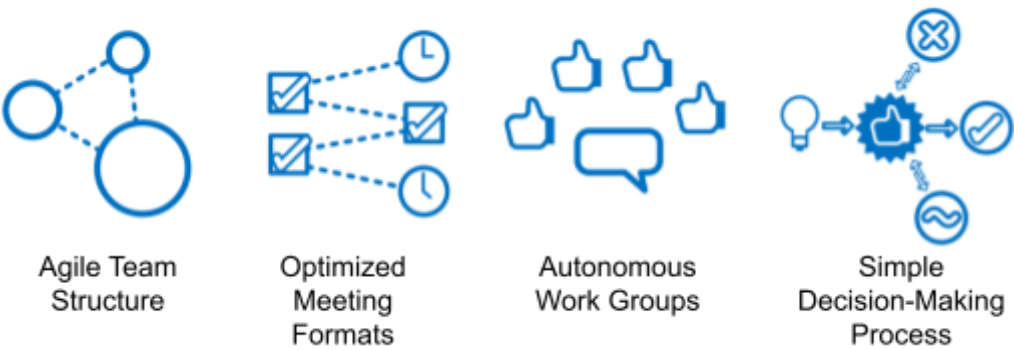 Agile Team
Structure
Optimized
Meeting
Formats
Autonomous
Work Groups
Simple
Decision-Making
Process